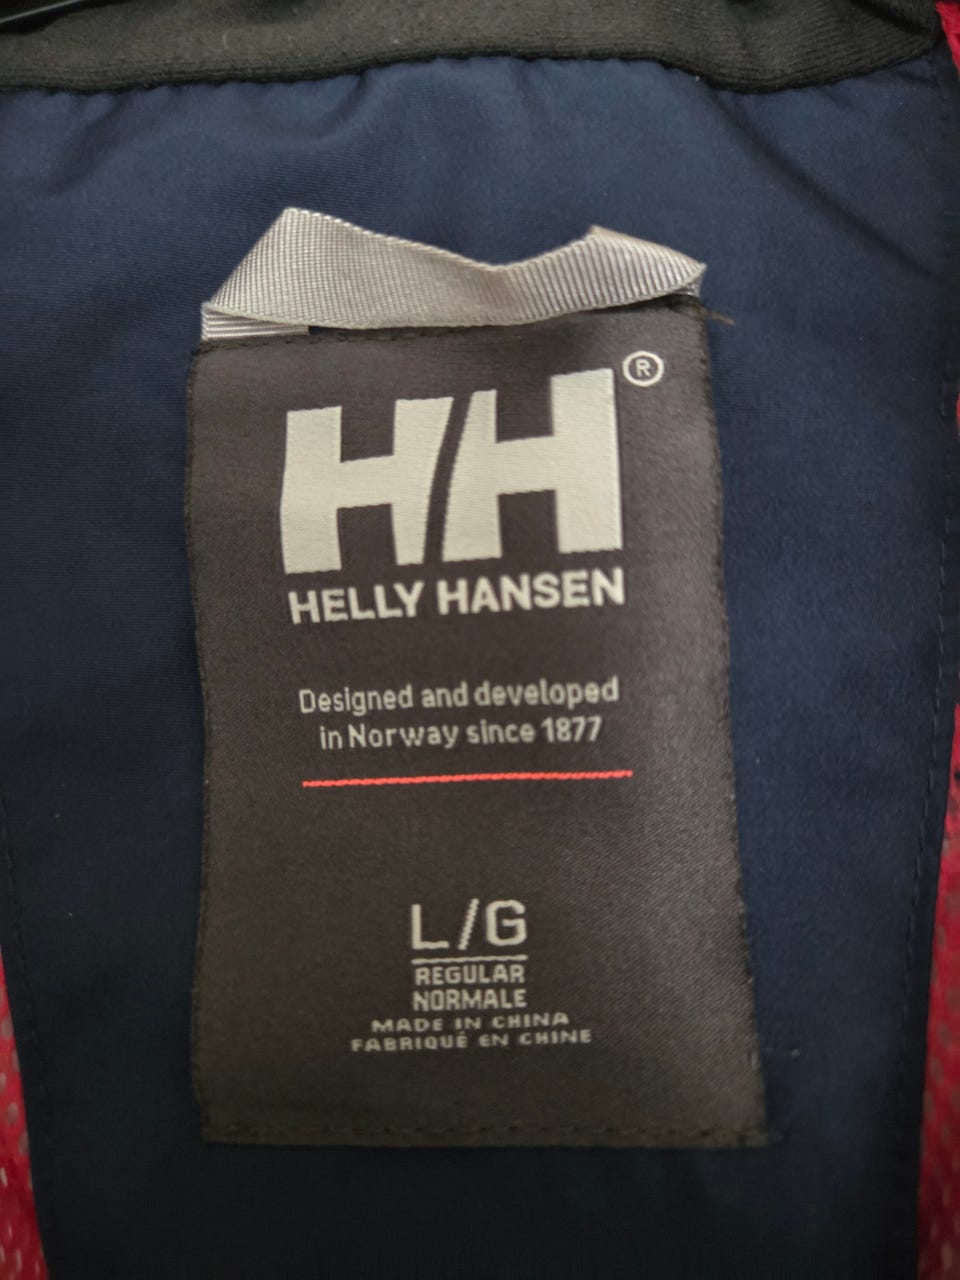 HH®
HELLY HANSEN
Designed and developed
in Norway since 1877
L/G
REGULAR
NORMALE
MADE IN CHINA
FABRIQUÉ EN CHINE